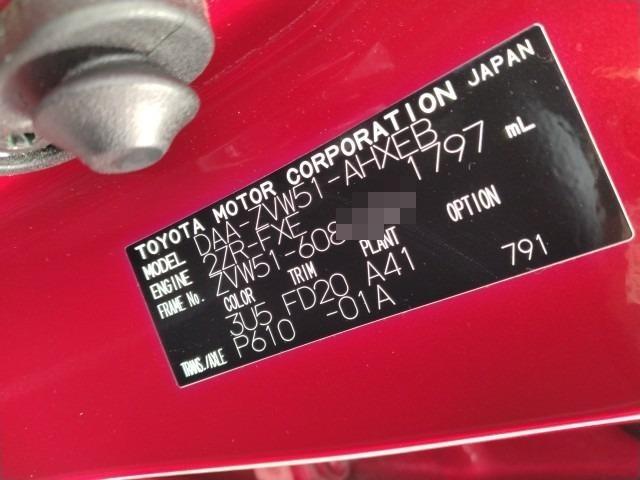 TOYOTA MOTOR CORPORATION JAPAN
MODEL DAA-ZVW51-AHXEB
ENGINE 2ZR-FXE 1797 mL
FRAME No. ZVW51-608
COLOR TRIM PLANT OPTION
3U5 FD20 A41 791
TRANS./AXLE P610 -01A